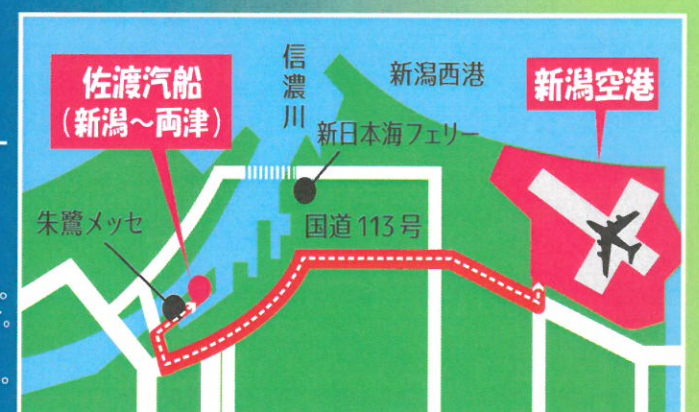 佐渡汽船
(新潟～両津)
信濃川
新潟西港
新潟空港
新日本海フェリー
朱鷺メッセ
国道113号